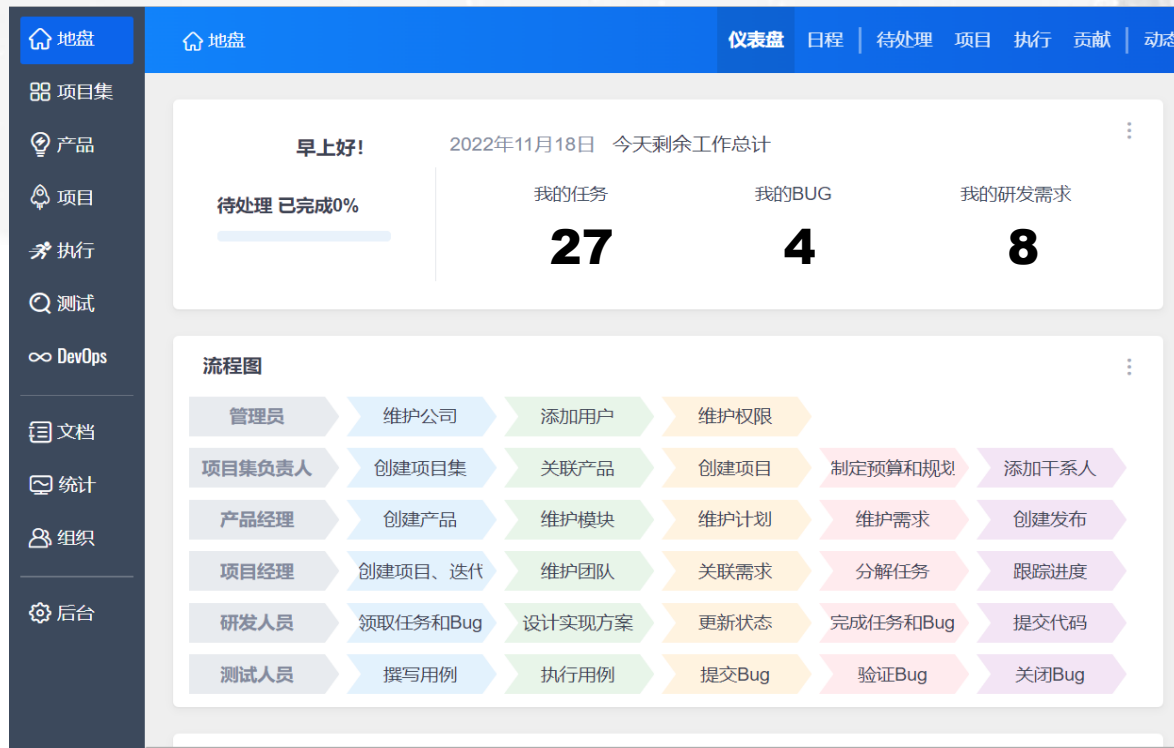 地盘
项目集
产品
项目
执行
测试
DevOps
文档
统计
组织
后台
地盘
仪表盘 日程 待处理 项目 执行 贡献 动态
早上好!
待处理 已完成0%
2022年11月18日 今天剩余工作总计
我的任务 我的BUG 我的研发需求
27 4 8
流程图
管理员 维护公司 添加用户 维护权限
项目集负责人 创建项目集 关联产品 创建项目 制定预算和规划 添加干系人
产品经理 创建产品 维护模块 维护计划 维护需求 创建发布
项目经理 创建项目、迭代 维护团队 关联需求 分解任务 跟踪进度
研发人员 领取任务和Bug 设计实现方案 更新状态 完成任务和Bug 提交代码
测试人员 撰写用例 执行用例 提交Bug 验证Bug 关闭Bug